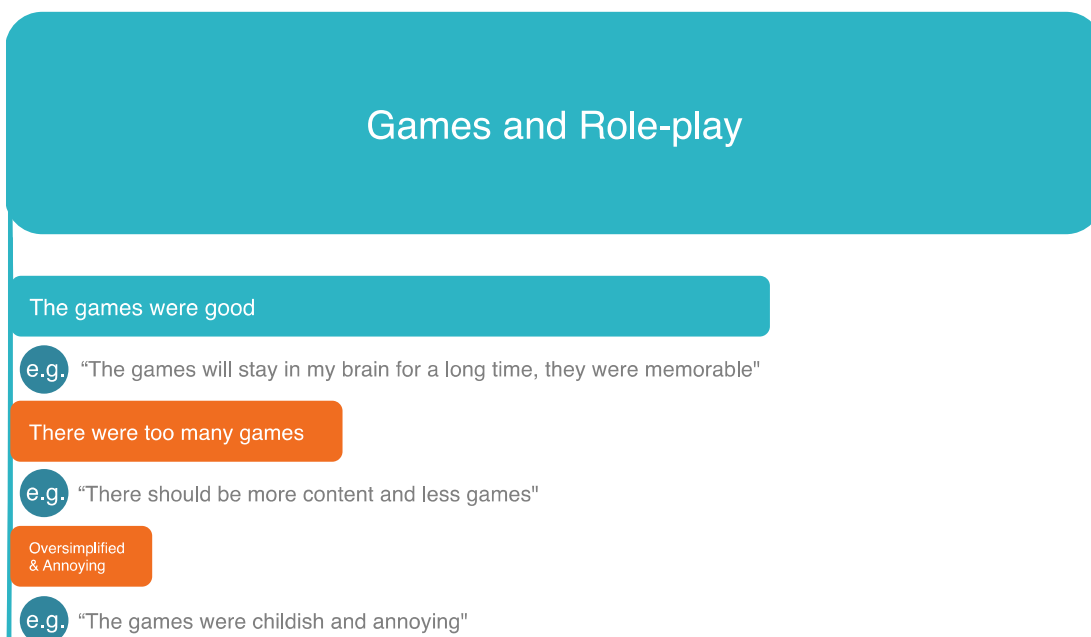 Games and Role-play
The games were good
e.g. “The games will stay in my brain for a long time, they were memorable"
There were too many games
e.g. “There should be more content and less games"
Oversimplified
& Annoying
e.g. “The games were childish and annoying"